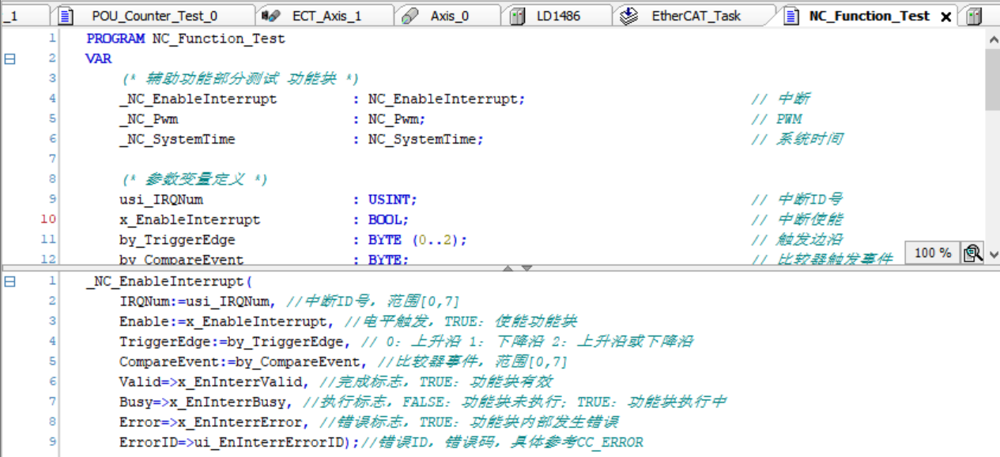 _1 POU_Counter_Test_0 ECT_Axis_1 Axis_0 LD1486 EtherCAT_Task NC_Function_Test
1 PROGRAM NC_Function_Test
2 VAR
3 (* 辅助功能部分测试 功能块 *)
4 _NC_EnableInterrupt : NC_EnableInterrupt; // 中断
5 _NC_Pwm : NC_Pwm; // PWM
6 _NC_SystemTime : NC_SystemTime; // 系统时间
7
8 (* 参数变量定义 *)
9 usi_IRQNum : USINT; // 中断ID号
10 x_EnableInterrupt : BOOL; // 中断使能
11 by_TriggerEdge : BYTE (0..2); // 触发边沿
12 by_CompareEvent : BYTE; // 比较器触发事件
100 %
1 _NC_EnableInterrupt(
2 IRQNum:=usi_IRQNum, //中断ID号，范围[0,7]
3 Enable:=x_EnableInterrupt, //电平触发，TRUE：使能功能块
4 TriggerEdge:=by_TriggerEdge, // 0：上升沿 1：下降沿 2：上升沿或下降沿
5 CompareEvent:=by_CompareEvent, //比较器事件，范围[0,7]
6 Valid=>x_EnInterrValid, //完成标志，TRUE：功能块有效
7 Busy=>x_EnInterrBusy, //执行标志，FALSE：功能块未执行；TRUE：功能块执行中
8 Error=>x_EnInterrError, //错误标志，TRUE：功能块内部发生错误
9 ErrorID=>ui_EnInterrErrorID);//错误ID，错误码，具体参考CC_ERROR